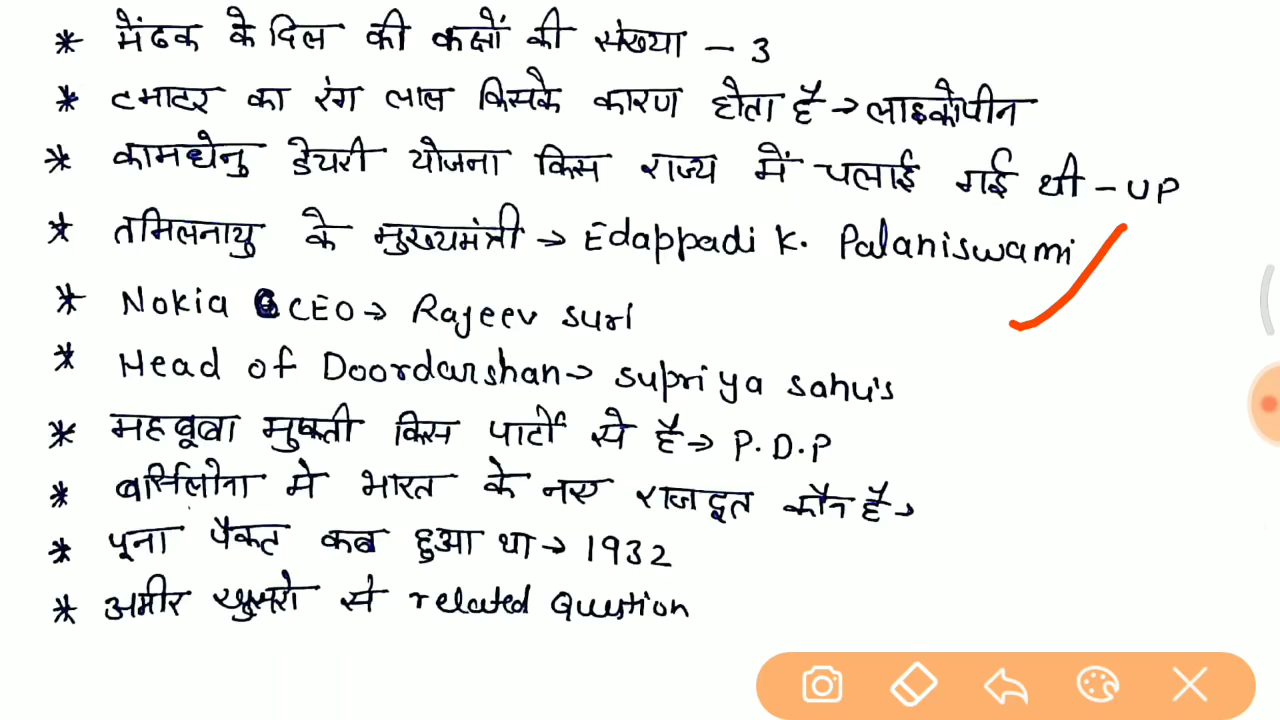 * मेंढक के दिल की कक्षों की संख्या - 3
* टमाटर का रंग लाल किसके कारण होता है → लाइकोपीन
* कामधेनु डेयरी योजना किस राज्य में चलाई गई थी - UP
* तमिलनायु के मुख्यमंत्री → Edappadi K. Palaniswami
* Nokia CEO → Rajeev suri
* Head of Doordarshan → supriya sahu's
* महबूबा मुफ्ती किस पार्टी से है → P.D.P
* बर्सिलोना मे भारत के नए राजदूत कौन है →
* पूना पैकट कब हुआ था → 1932
* अमीर खुसरो से related Question